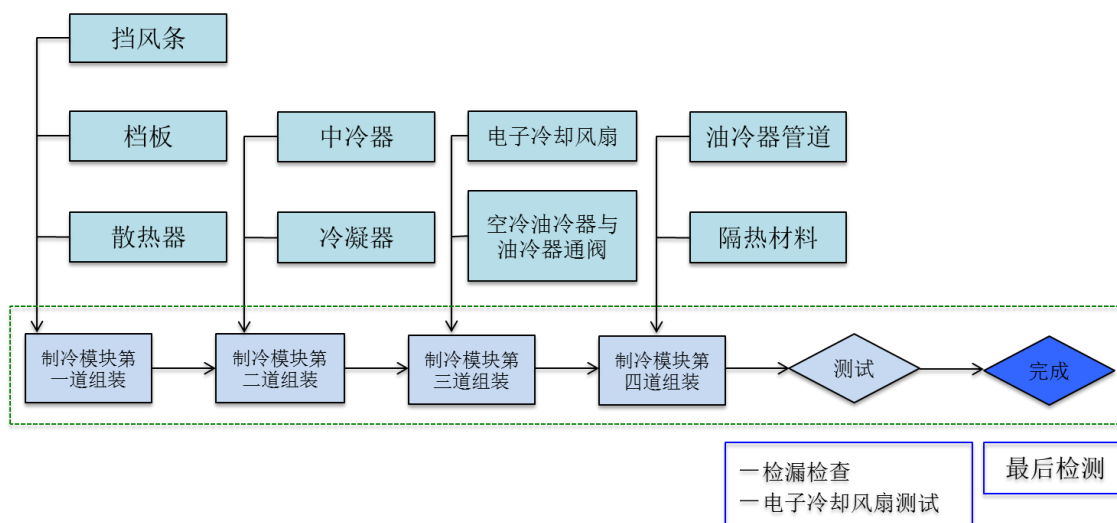 挡风条
档板
中冷器
电子冷却风扇
油冷器管道
散热器
冷凝器
空冷油冷器与
油冷器通阀
隔热材料
制冷模块第
一道组装
制冷模块第
二道组装
制冷模块第
三道组装
制冷模块第
四道组装
测试
完成
一检漏检查
一电子冷却风扇测试
最后检测